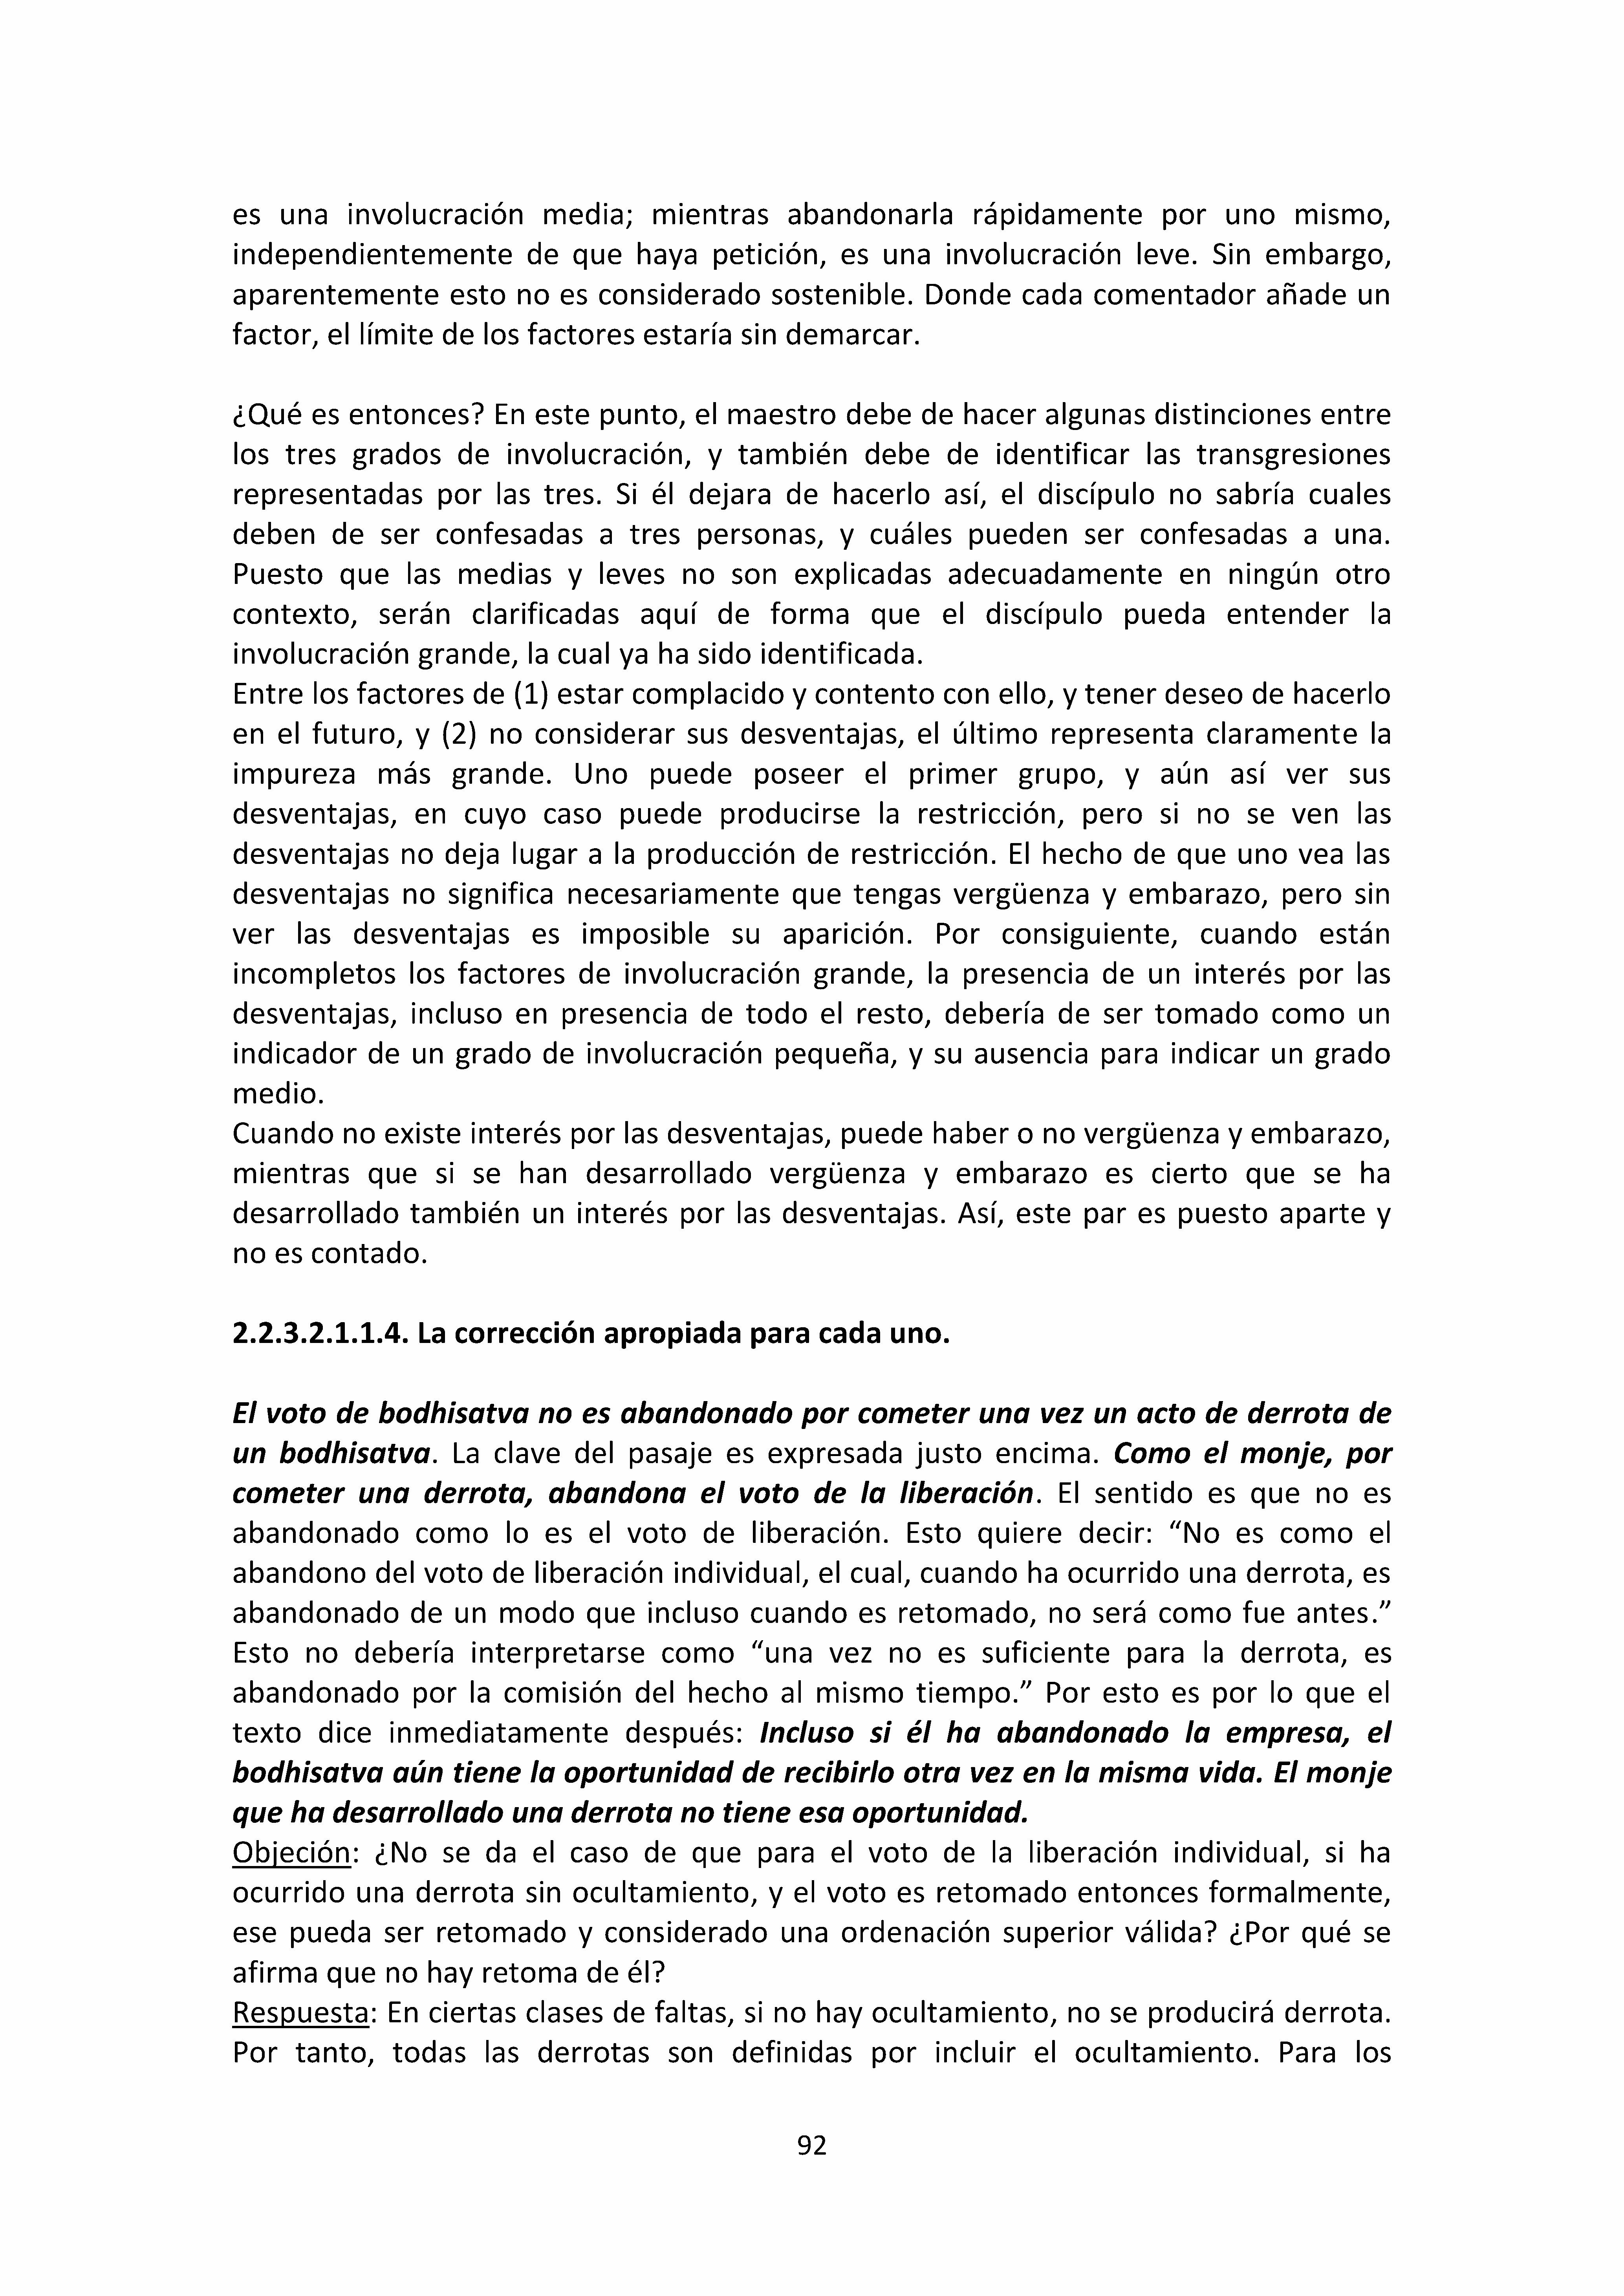 es una involucración media; mientras abandonarla rápidamente por uno mismo,
independientemente de que haya petición, es una involucración leve. Sin embargo,
aparentemente esto no es considerado sostenible. Donde cada comentador añade un
factor, el límite de los factores estaría sin demarcar.
¿Qué es entonces? En este punto, el maestro debe de hacer algunas distinciones entre
los tres grados de involucración, y también debe de identificar las transgresiones
representadas por las tres. Si él dejara de hacerlo así, el discípulo no sabría cuales
deben de ser confesadas a tres personas, y cuáles pueden ser confesadas a una.
Puesto que las medias y leves no son explicadas adecuadamente en ningún otro
contexto, serán clarificadas aquí de forma que el discípulo pueda entender la
involucración grande, la cual ya ha sido identificada.
Entre los factores de (1) estar complacido y contento con ello, y tener deseo de hacerlo
en el futuro, y (2) no considerar sus desventajas, el último representa claramente la
impureza más grande. Uno puede poseer el primer grupo, y aún así ver sus
desventajas, en cuyo caso puede producirse la restricción, pero si no se ven las
desventajas no deja lugar a la producción de restricción. El hecho de que uno vea las
desventajas no significa necesariamente que tengas vergüenza y embarazo, pero sin
ver las desventajas es imposible su aparición. Por consiguiente, cuando están
incompletos los factores de involucración grande, la presencia de un interés por las
desventajas, incluso en presencia de todo el resto, debería de ser tomado como un
indicador de un grado de involucración pequeña, y su ausencia para indicar un grado
medio.
Cuando no existe interés por las desventajas, puede haber o no vergüenza y embarazo,
mientras que si se han desarrollado vergüenza y embarazo es cierto que se ha
desarrollado también un interés por las desventajas. Así, este par es puesto aparte y
no es contado.
2.2.3.2.1.1.4. La corrección apropiada para cada uno.
El voto de bodhisatva no es abandonado por cometer una vez un acto de derrota de
un bodhisatva. La clave del pasaje es expresada justo encima. Como el monje, por
cometer una derrota, abandona el voto de la liberación. El sentido es que no es
abandonado como lo es el voto de liberación. Esto quiere decir: “No es como el
abandono del voto de liberación individual, el cual, cuando ha ocurrido una derrota, es
abandonado de un modo que incluso cuando es retomado, no será como fue antes.”
Esto no debería interpretarse como “una vez no es suficiente para la derrota, es
abandonado por la comisión del hecho al mismo tiempo.” Por esto es por lo que el
texto dice inmediatamente después: Incluso si él ha abandonado la empresa, el
bodhisatva aún tiene la oportunidad de recibirlo otra vez en la misma vida. El monje
que ha desarrollado una derrota no tiene esa oportunidad.
Objeción: ¿No se da el caso de que para el voto de la liberación individual, si ha
ocurrido una derrota sin ocultamiento, y el voto es retomado entonces formalmente,
ese pueda ser retomado y considerado una ordenación superior válida? ¿Por qué se
afirma que no hay retoma de él?
Respuesta: En ciertas clases de faltas, si no hay ocultamiento, no se producirá derrota.
Por tanto, todas las derrotas son definidas por incluir el ocultamiento. Para los
92